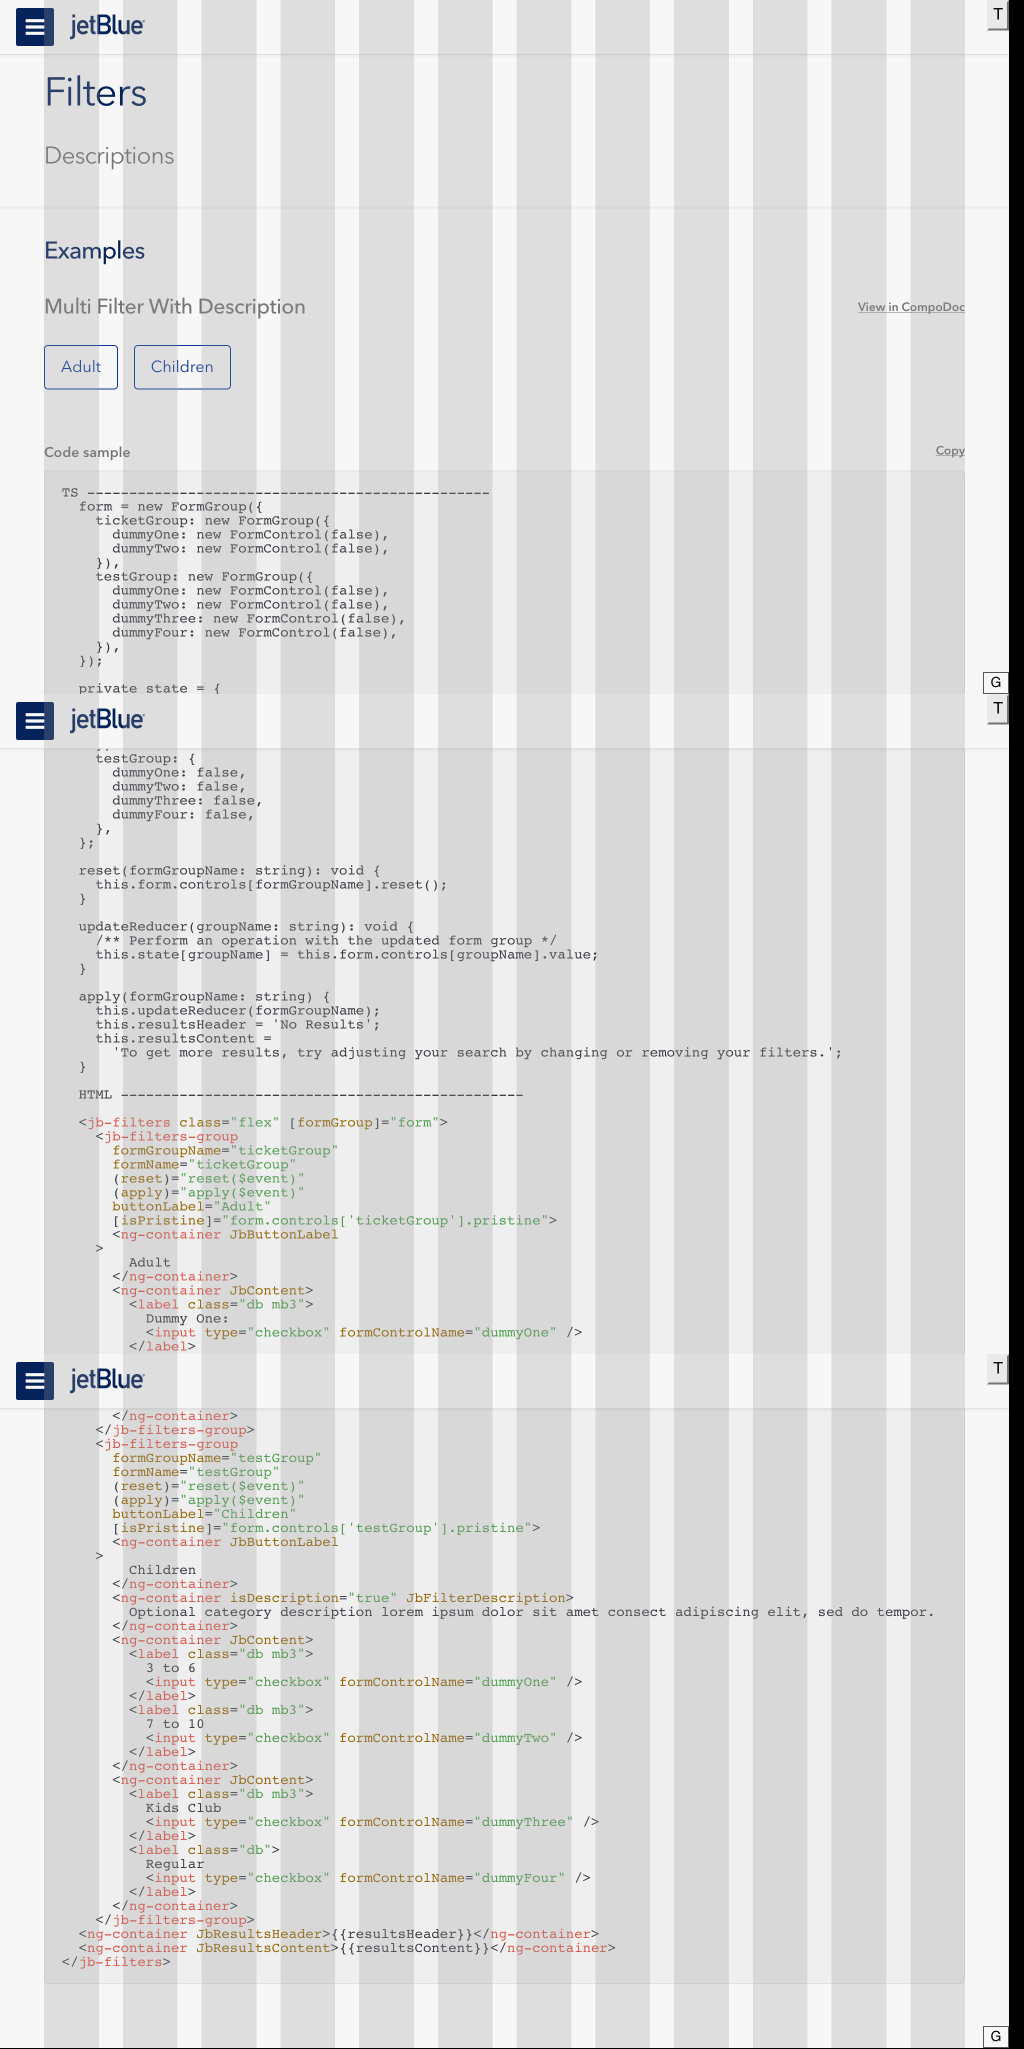 jetBlue
T
Filters
Descriptions
Examples
Multi Filter With Description
View in CompoDoc
Adult
Children
Code sample
Copy
TS ------------------------------------------------
  form = new FormGroup({
    ticketGroup: new FormGroup({
      dummyOne: new FormControl(false),
      dummyTwo: new FormControl(false),
    }),
    testGroup: new FormGroup({
      dummyOne: new FormControl(false),
      dummyTwo: new FormControl(false),
      dummyThree: new FormControl(false),
      dummyFour: new FormControl(false),
    }),
  });
  private state = {
G
jetBlue
T
    testGroup: {
      dummyOne: false,
      dummyTwo: false,
      dummyThree: false,
      dummyFour: false,
    },
  };
  reset(formGroupName: string): void {
    this.form.controls[formGroupName].reset();
  }
  updateReducer(groupName: string): void {
    /** Perform an operation with the updated form group */
    this.state[groupName] = this.form.controls[groupName].value;
  }
  apply(formGroupName: string) {
    this.updateReducer(formGroupName);
    this.resultsHeader = 'No Results';
    this.resultsContent =
      'To get more results, try adjusting your search by changing or removing your filters.';
  }
  HTML ------------------------------------------------
  <jb-filters class="flex" [formGroup]="form">
    <jb-filters-group
      formGroupName="ticketGroup"
      formName="ticketGroup"
      (reset)="reset($event)"
      (apply)="apply($event)"
      buttonLabel="Adult"
      [isPristine]="form.controls['ticketGroup'].pristine">
      <ng-container JbButtonLabel
    >
        Adult
      </ng-container>
      <ng-container JbContent>
        <label class="db mb3">
          Dummy One:
          <input type="checkbox" formControlName="dummyOne" />
        </label>
jetBlue
T
      </ng-container>
    </jb-filters-group>
    <jb-filters-group
      formGroupName="testGroup"
      formName="testGroup"
      (reset)="reset($event)"
      (apply)="apply($event)"
      buttonLabel="Children"
      [isPristine]="form.controls['testGroup'].pristine">
      <ng-container JbButtonLabel
    >
        Children
      </ng-container>
      <ng-container isDescription="true" JbFilterDescription>
        Optional category description lorem ipsum dolor sit amet consect adipiscing elit, sed do tempor.
      </ng-container>
      <ng-container JbContent>
        <label class="db mb3">
          3 to 6
          <input type="checkbox" formControlName="dummyOne" />
        </label>
        <label class="db mb3">
          7 to 10
          <input type="checkbox" formControlName="dummyTwo" />
        </label>
      </ng-container>
      <ng-container JbContent>
        <label class="db mb3">
          Kids Club
          <input type="checkbox" formControlName="dummyThree" />
        </label>
        <label class="db">
          Regular
          <input type="checkbox" formControlName="dummyFour" />
        </label>
      </ng-container>
    </jb-filters-group>
  <ng-container JbResultsHeader>{{resultsHeader}}</ng-container>
  <ng-container JbResultsContent>{{resultsContent}}</ng-container>
</jb-filters>
G